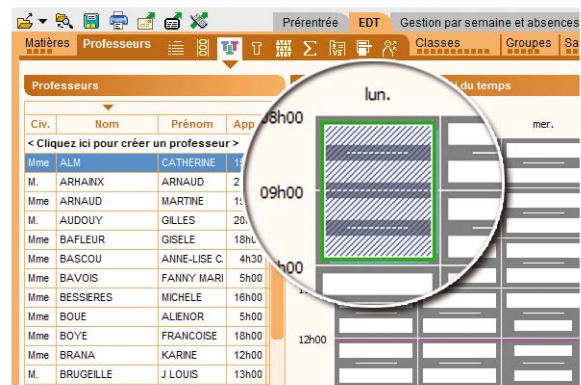 Prérentrée EDT Gestion par semaine et absences
Matières Professeurs Classes Groupes Sa
Professeurs
du temps
lun.
mer.
Civ. Nom Prénom App
< Cliquez ici pour créer un professeur >
Mme ALM CATHERINE
M. ARHAINX ARNAUD
Mme ARNAUD MARTINE
M. AUDOUY GILLES
Mme BAFLEUR GISELE
Mme BASCOU ANNE-LISE C. 4h30
Mme BAVOIS FANNY MARI 5h00
Mme BESSIERES MICHELE 16h00
Mme BOUE ALIENOR 5h00
Mme BOYE FRANCOISE 18h00
Mme BRANA KARINE 12h00
M. BRUGEILLE J LOUIS 13h00
09h00
12h00